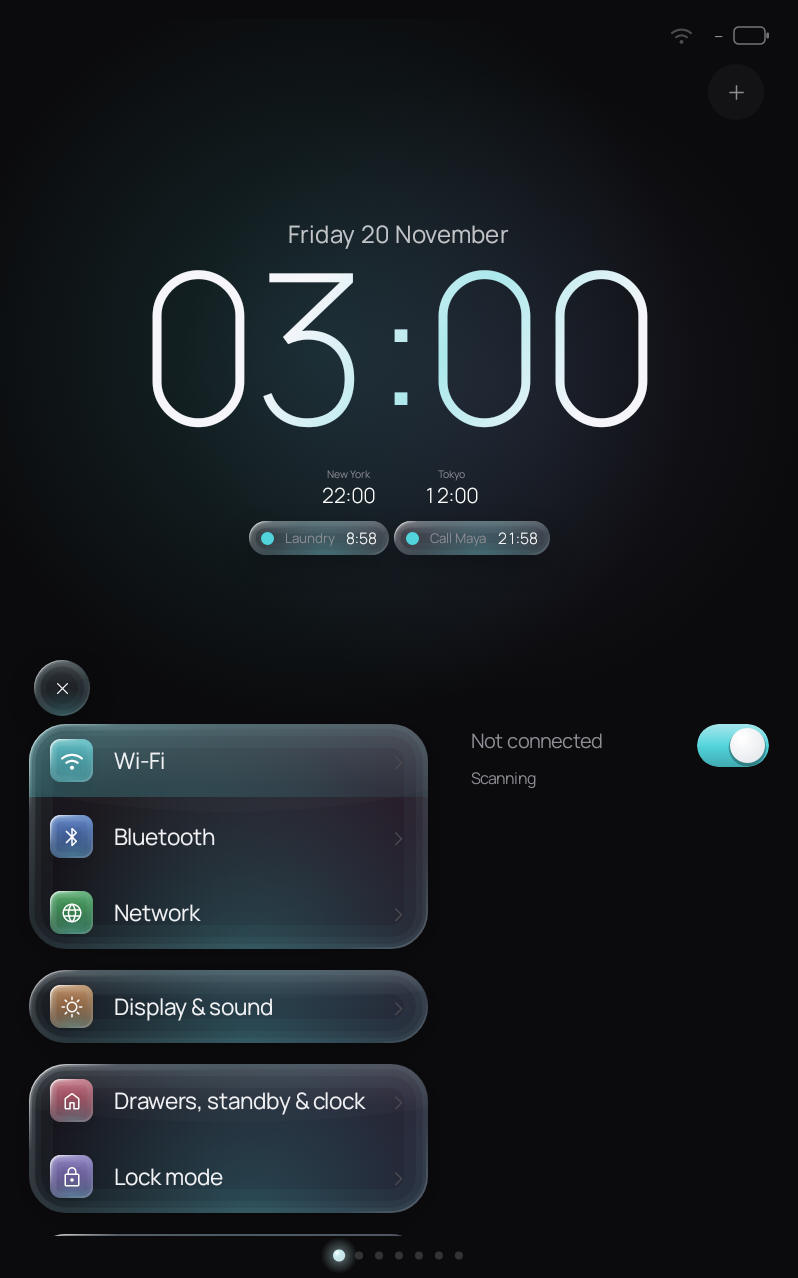 –
Friday 20 November
03:00
New York Tokyo
22:00 12:00
Laundry 8:58 Call Maya 21:58
Wi-Fi
Not connected
Scanning
Bluetooth
Network
Display & sound
Drawers, standby & clock
Lock mode